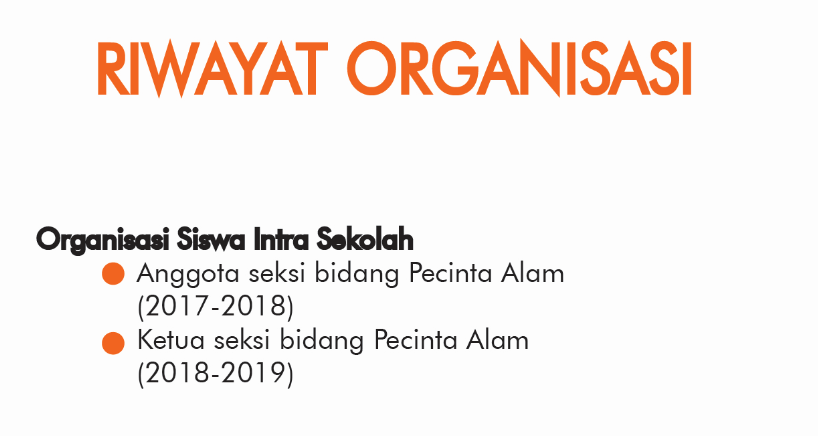 RIWAYAT ORGANISASI
Organisasi Siswa Intra Sekolah
Anggota seksi bidang Pecinta Alam
(2017-2018)
Ketua seksi bidang Pecinta Alam
(2018-2019)